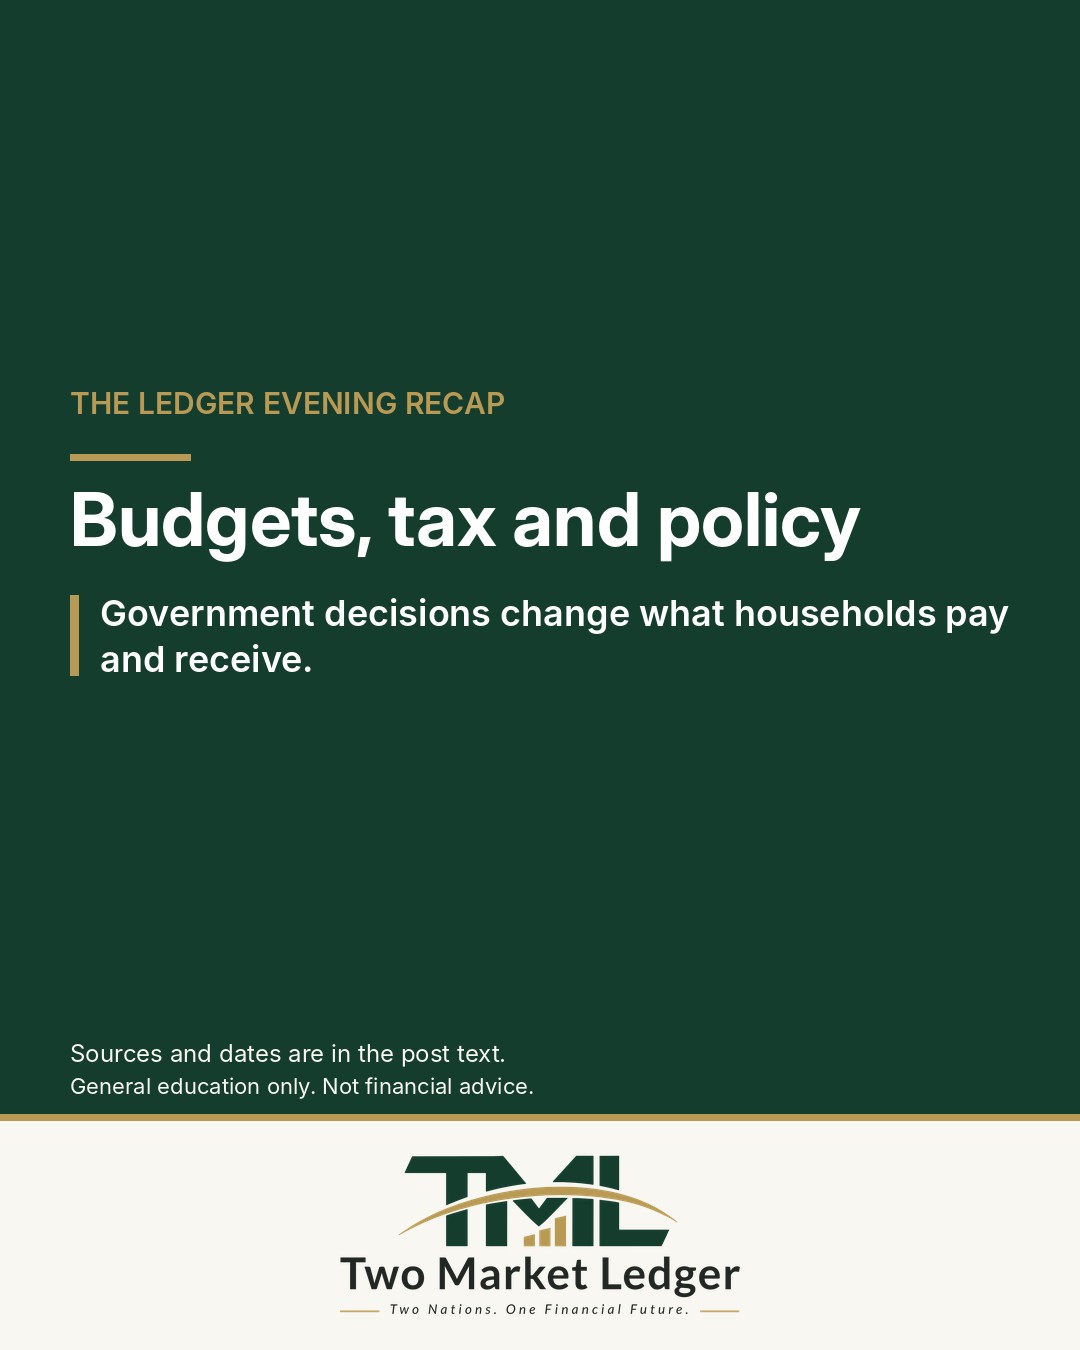 THE LEDGER EVENING RECAP
Budgets, tax and policy
Government decisions change what households pay
and receive.
Sources and dates are in the post text.
General education only. Not financial advice.
TML
Two Market Ledger
Two Nations. One Financial Future.